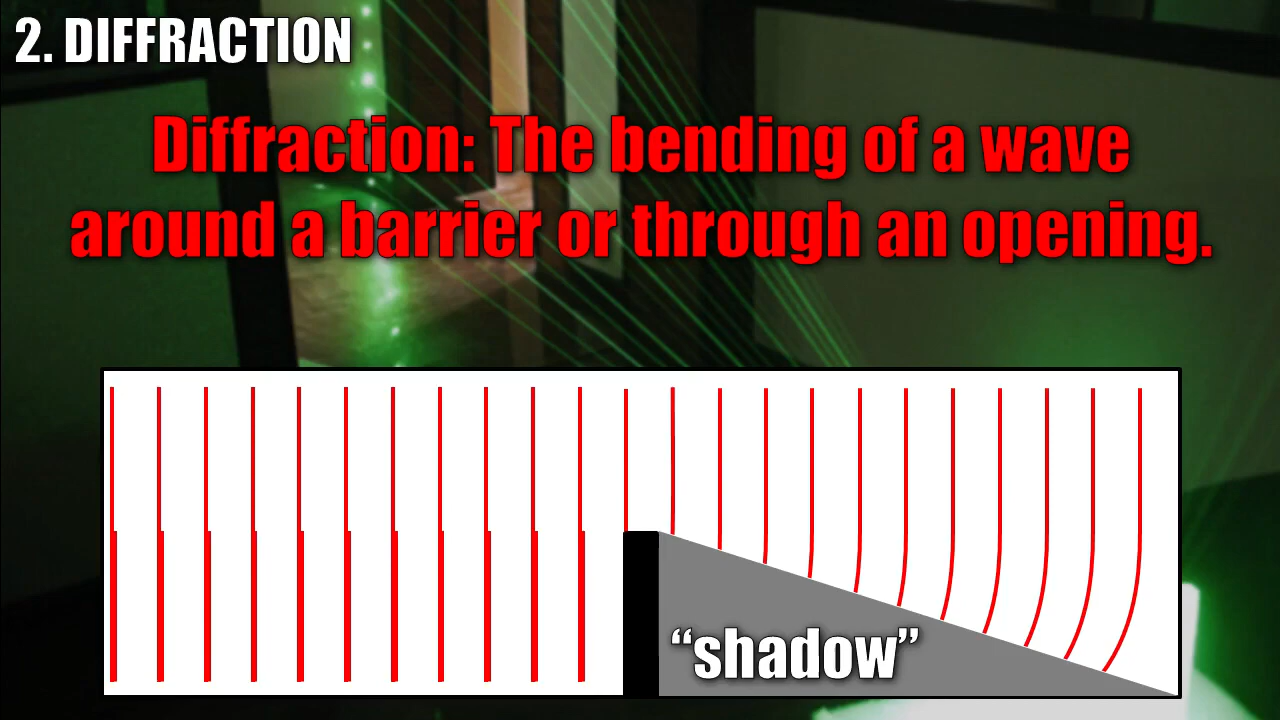 2. DIFFRACTION
Diffraction: The bending of a wave
around a barrier or through an opening.
“shadow”